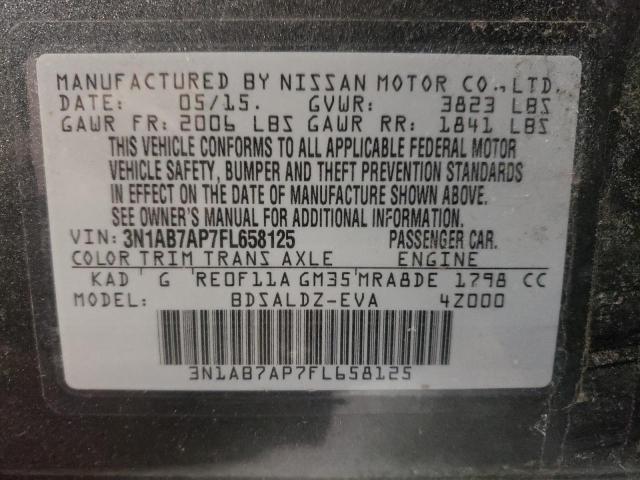 MANUFACTURED BY NISSAN MOTOR CO., LTD.
DATE: 05/15. GVWR: 3823 LBS
GAWR FR: 2006 LBS GAWR RR: 1841 LBS
THIS VEHICLE CONFORMS TO ALL APPLICABLE FEDERAL MOTOR
VEHICLE SAFETY, BUMPER AND THEFT PREVENTION STANDARDS
IN EFFECT ON THE DATE OF MANUFACTURE SHOWN ABOVE.
SEE OWNER'S MANUAL FOR ADDITIONAL INFORMATION.
VIN: 3N1AB7AP7FL658125 PASSENGER CAR.
COLOR TRIM TRANS AXLE ENGINE
KAD G RE0F11A GM35 MRA8DE 1798 CC
MODEL: BDSALDZ-EVA 4Z000
3N1AB7AP7FL658125